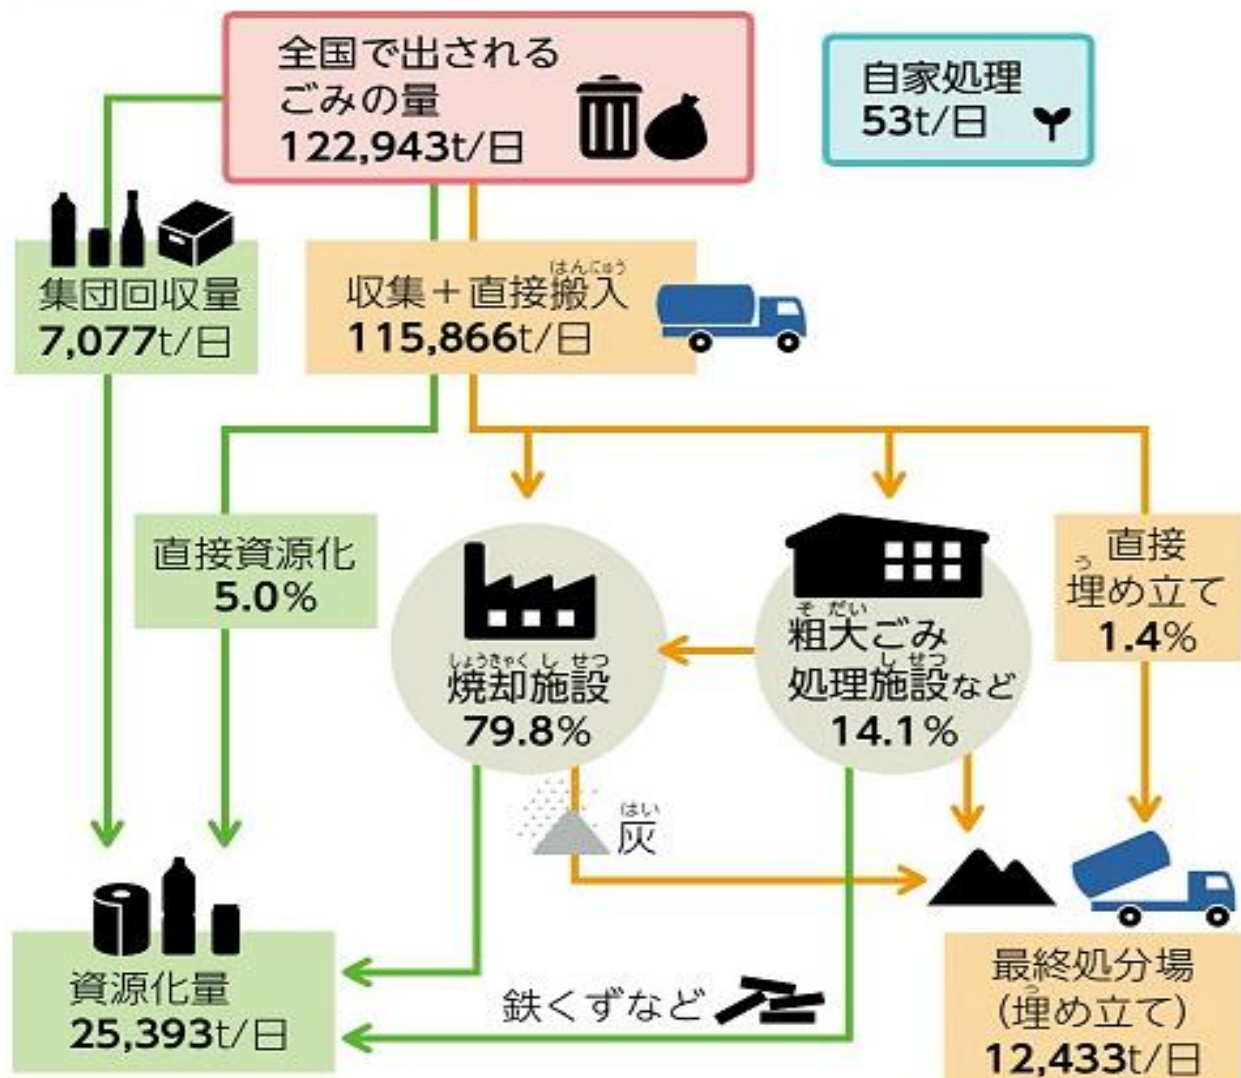 全国で出される
ごみの量
122,943t/日
自家処理
53t/日
集団回収量
7,077t/日
はんにゅう
収集＋直接搬入
115,866t/日
直接資源化
5.0%
しょうきゃく し せつ
焼却施設
79.8%
そ だい
粗大ごみ
し せつ
処理施設など
14.1%
直接
う
埋め立て
1.4%
はい
灰
資源化量
25,393t/日
鉄くずなど
最終処分場
う
(埋め立て)
12,433t/日